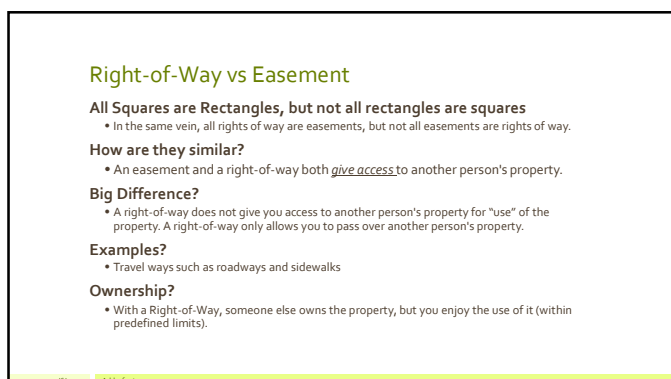 Right-of-Way vs Easement
All Squares are Rectangles, but not all rectangles are squares
• In the same vein, all rights of way are easements, but not all easements are rights of way.
How are they similar?
• An easement and a right-of-way both give access to another person's property.
Big Difference?
• A right-of-way does not give you access to another person's property for “use” of the
property. A right-of-way only allows you to pass over another person's property.
Examples?
• Travel ways such as roadways and sidewalks
Ownership?
• With a Right-of-Way, someone else owns the property, but you enjoy the use of it (within
predefined limits).